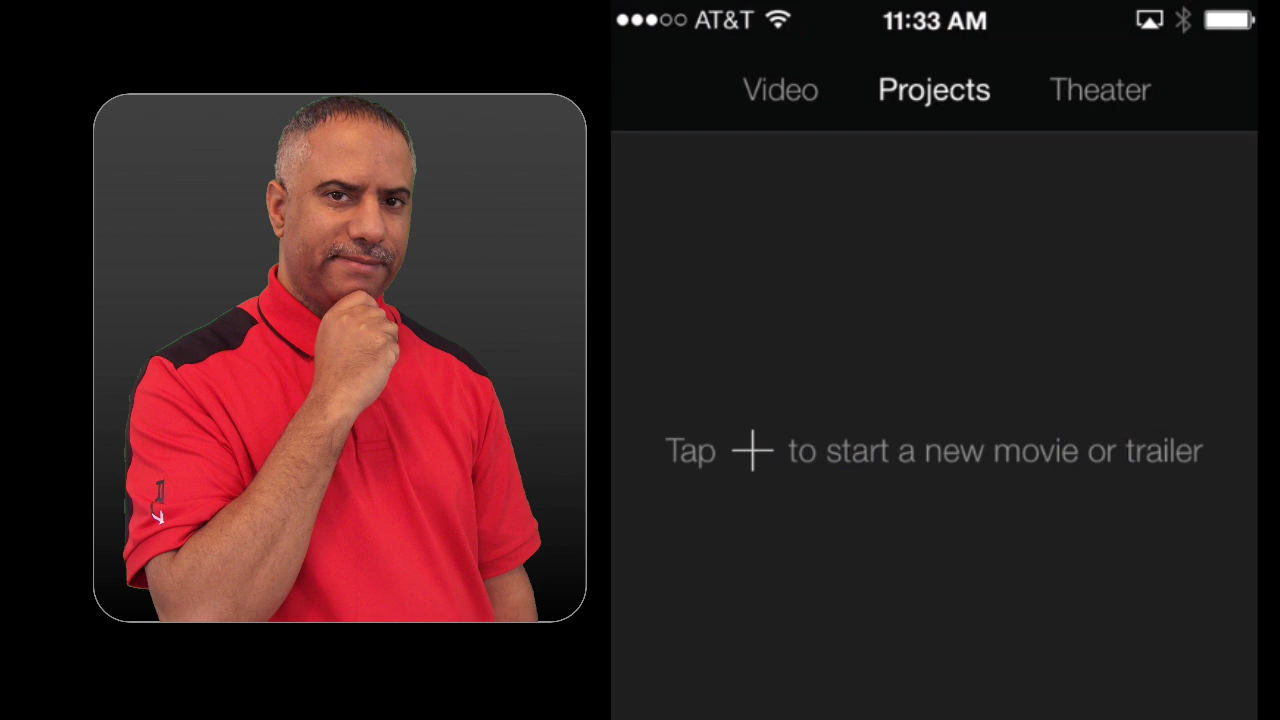 AT&T 11:33 AM
Video Projects Theater
Tap + to start a new movie or trailer